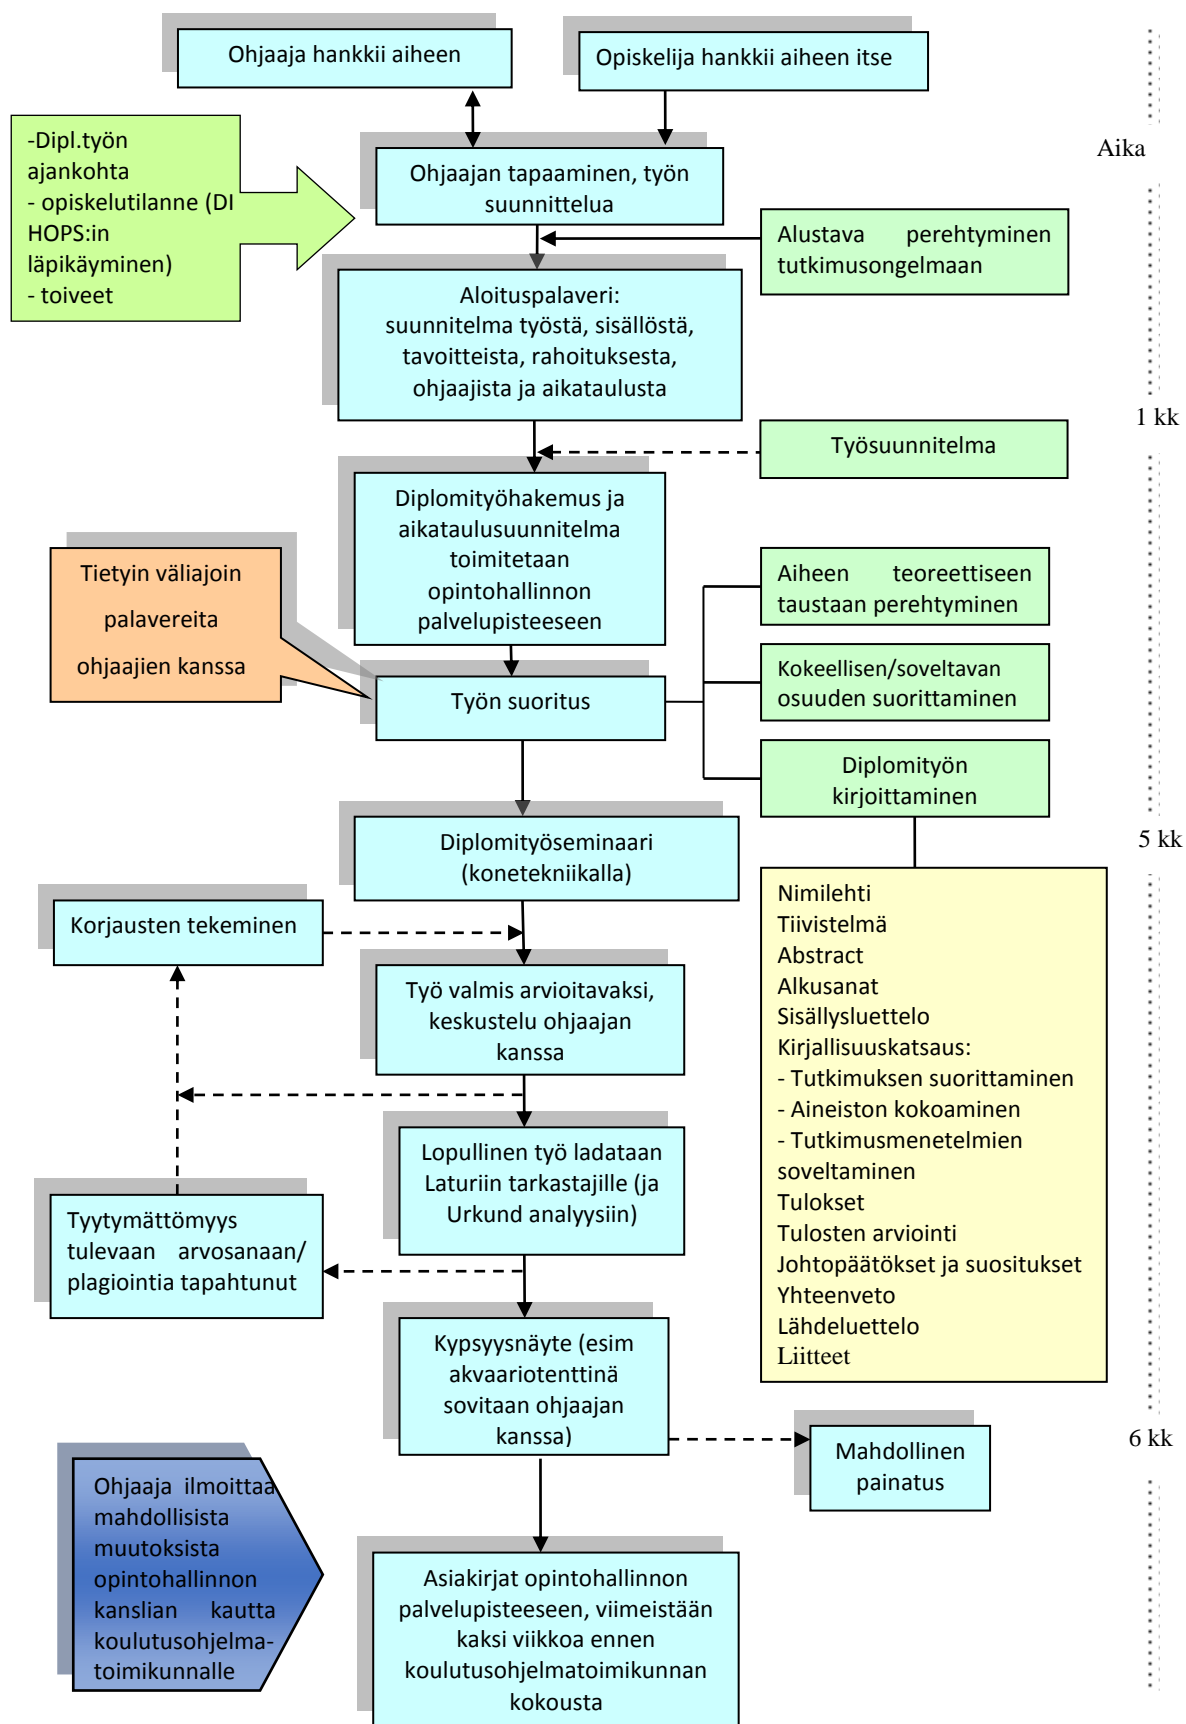 Ohjaaja hankkii aiheen
Opiskelija hankkii aiheen itse
-Dipl.työn
ajankohta
- opiskelutilanne (DI
HOPS:in
läpikäyminen)
- toiveet
Aika
Ohjaajan tapaaminen, työn
suunnittelua
Alustava perehtyminen
tutkimusongelmaan
Aloituspalaveri:
suunnitelma työstä, sisällöstä,
tavoitteista, rahoituksesta,
ohjaajista ja aikataulusta
1 kk
Työsuunnitelma
Diplomityöhakemus ja
aikataulusuunnitelma
toimitetaan
opintohallinnon
palvelupisteeseen
Tietyin väliajoin
palavereita
ohjaajien kanssa
Aiheen teoreettiseen
taustaan perehtyminen
Kokeellisen/soveltavan
osuuden suorittaminen
Työn suoritus
Diplomityön
kirjoittaminen
5 kk
Diplomityöseminaari
(konetekniikalla)
Nimilehti
Tiivistelmä
Abstract
Alkusanat
Sisällysluettelo
Kirjallisuuskatsaus:
- Tutkimuksen suorittaminen
- Aineiston kokoaminen
- Tutkimusmenetelmien
soveltaminen
Tulokset
Tulosten arviointi
Johtopäätökset ja suositukset
Yhteenveto
Lähdeluettelo
Liitteet
Korjausten tekeminen
Työ valmis arvioitavaksi,
keskustelu ohjaajan
kanssa
Lopullinen työ ladataan
Laturiin tarkastajille (ja
Urkund analyysiin)
Tyytymättömyys
tulevaan arvosanaan/
plagiointia tapahtunut
Kypsyysnäyte (esim
akvaariotenttinä
sovitaan ohjaajan
kanssa)
6 kk
Mahdollinen
painatus
Ohjaaja ilmoittaa
mahdollisista
muutoksista
opintohallinnon
kanslian kautta
koulutusohjelma-
toimikunnalle
Asiakirjat opintohallinnon
palvelupisteeseen, viimeistään
kaksi viikkoa ennen
koulutusohjelmatoimikunnan
kokousta